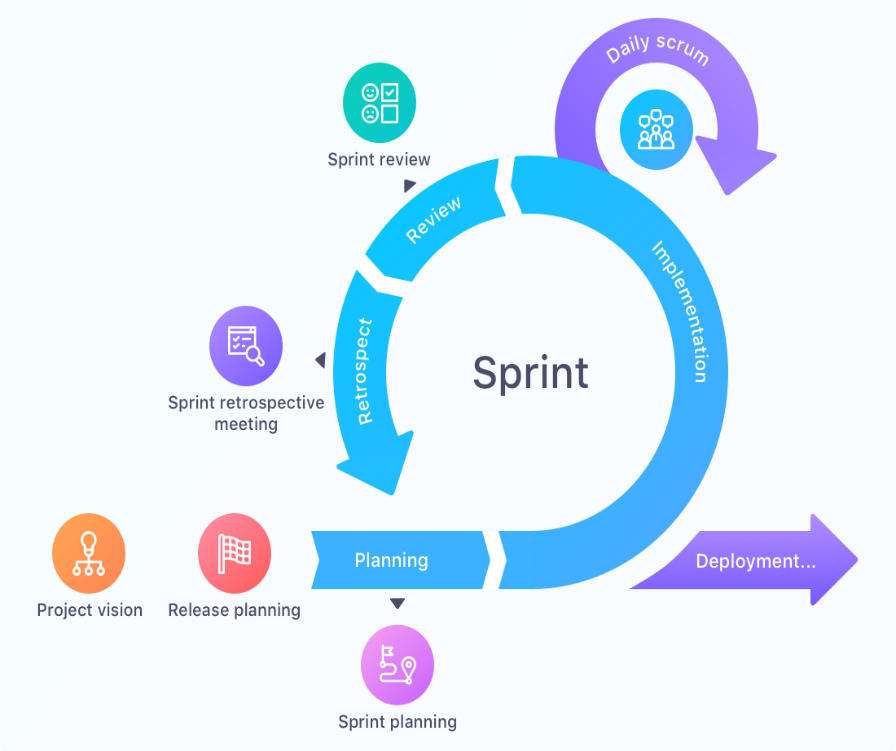 Daily scrum
Sprint review
Review
Implementation
Retrospect
Sprint
Sprint retrospective
meeting
Planning
Deployment...
Project vision
Release planning
Sprint planning